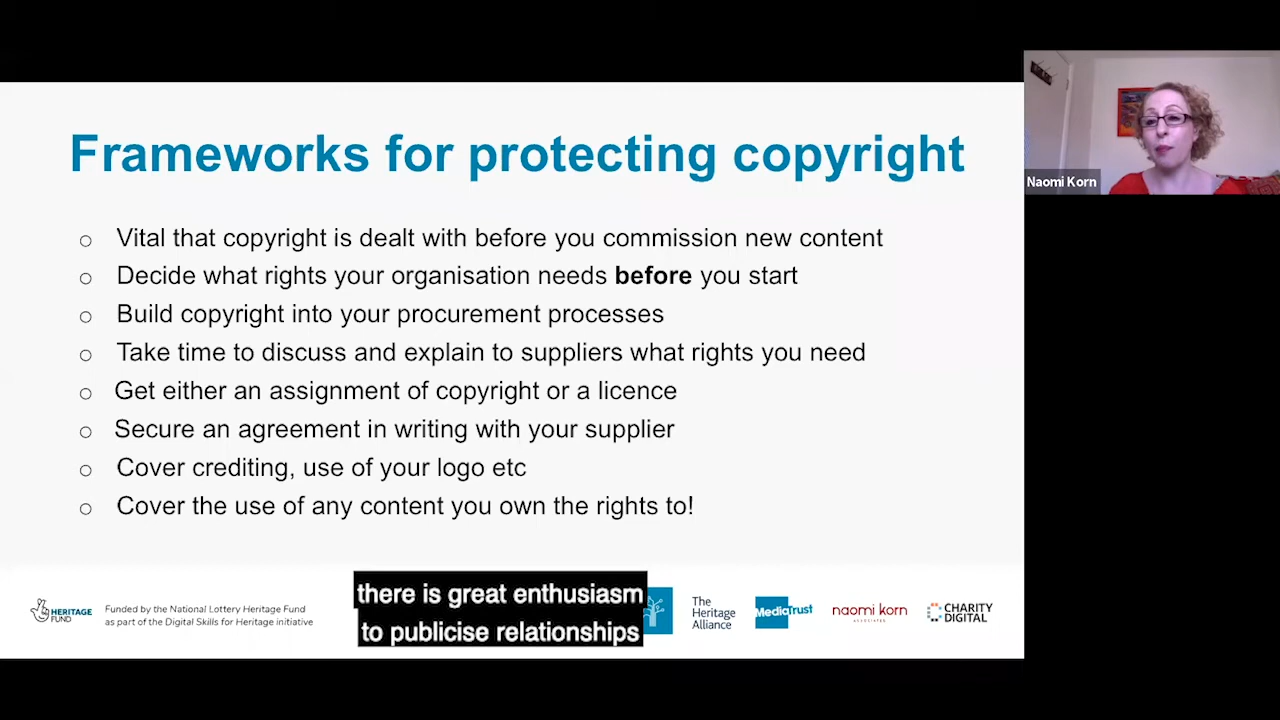 Frameworks for protecting copyright
Naomi Korn
o Vital that copyright is dealt with before you commission new content
o Decide what rights your organisation needs before you start
o Build copyright into your procurement processes
o Take time to discuss and explain to suppliers what rights you need
o Get either an assignment of copyright or a licence
o Secure an agreement in writing with your supplier
o Cover crediting, use of your logo etc
o Cover the use of any content you own the rights to!
HERITAGE
FUND
Funded by the National Lottery Heritage Fund
as part of the Digital Skills for Heritage initiative
there is great enthusiasm
to publicise relationships
The
Heritage
Alliance
MediaTrust
naomi korn
ASSOCIATES
CHARITY
DIGITAL